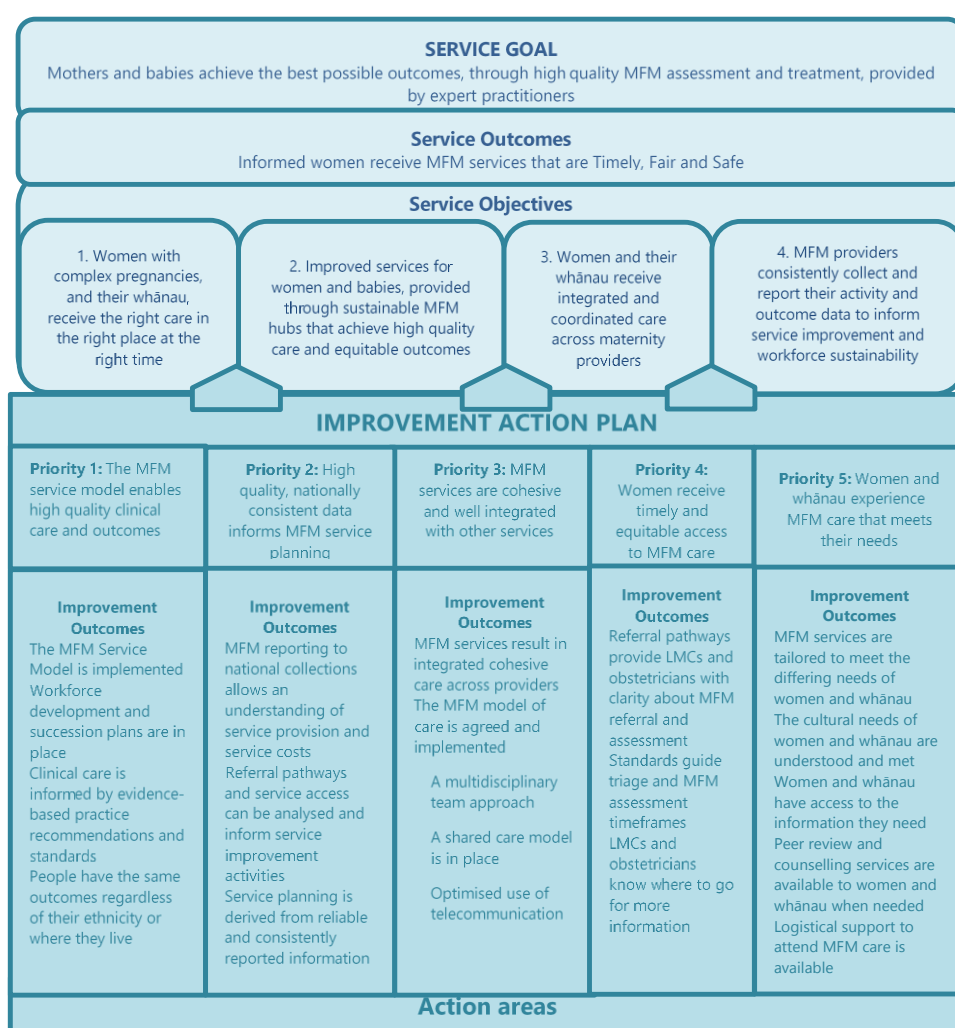 SERVICE GOAL
Mothers and babies achieve the best possible outcomes, through high quality MFM assessment and treatment, provided
by expert practitioners
Service Outcomes
Informed women receive MFM services that are Timely, Fair and Safe
Service Objectives
1. Women with
complex pregnancies,
and their whānau,
receive the right care in
the right place at the
right time
2. Improved services for
women and babies, provided
through sustainable MFM
hubs that achieve high quality
care and equitable outcomes
3. Women and their
whānau receive
integrated and
coordinated care
across maternity
providers
4. MFM providers
consistently collect and
report their activity and
outcome data to inform
service improvement and
workforce sustainability
IMPROVEMENT ACTION PLAN
Priority 1: The MFM
service model enables
high quality clinical
care and outcomes
Priority 2: High
quality, nationally
consistent data
informs MFM service
planning
Priority 3: MFM
services are cohesive
and well integrated
with other services
Priority 4:
Women receive
timely and
equitable access
to MFM care
Priority 5: Women and
whānau experience
MFM care that meets
their needs
Improvement
Outcomes
The MFM Service
Model is implemented
Workforce
development and
succession plans are in
place
Clinical care is
informed by evidence-
based practice
recommendations and
standards
People have the same
outcomes regardless
of their ethnicity or
where they live
Improvement
Outcomes
MFM reporting to
national collections
allows an
understanding of
service provision and
service costs
Referral pathways
and service access
can be analysed and
inform service
improvement
activities
Service planning is
derived from reliable
and consistently
reported information
Improvement
Outcomes
MFM services result in
integrated cohesive
care across providers
The MFM model of
care is agreed and
implemented
A multidisciplinary
team approach
A shared care model
is in place
Optimised use of
telecommunication
Improvement
Outcomes
Referral pathways
provide LMCs and
obstetricians with
clarity about MFM
referral and
assessment
Standards guide
triage and MFM
assessment
timeframes
LMCs and
obstetricians
know where to go
for more
information
Improvement
Outcomes
MFM services are
tailored to meet the
differing needs of
women and whānau
The cultural needs of
women and whānau are
understood and met
Women and whānau
have access to the
information they need
Peer review and
counselling services are
available to women and
whānau when needed
Logistical support to
attend MFM care is
available
Action areas